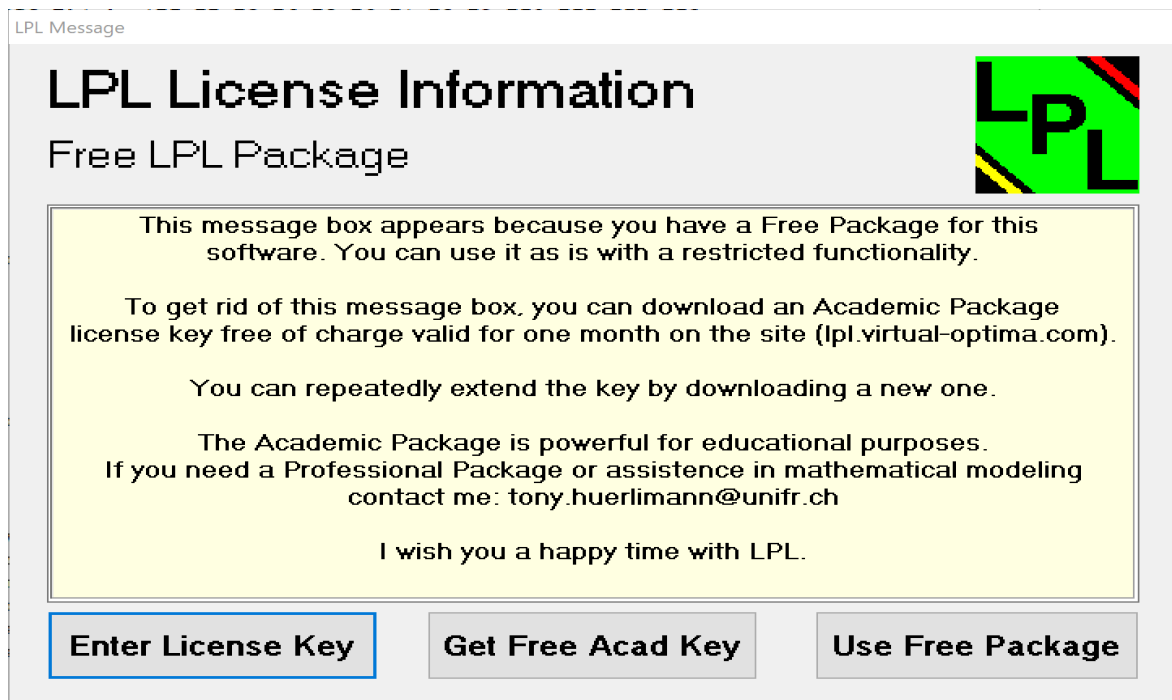 LPL Message
LPL License Information
Free LPL Package
LPL
This message box appears because you have a Free Package for this
software. You can use it as is with a restricted functionality.
To get rid of this message box, you can download an Academic Package
license key free of charge valid for one month on the site (lpl.virtual-optima.com).
You can repeatedly extend the key by downloading a new one.
The Academic Package is powerful for educational purposes.
If you need a Professional Package or assistence in mathematical modeling
contact me: tony.huerlimann@unifr.ch
I wish you a happy time with LPL.
Enter License Key
Get Free Acad Key
Use Free Package